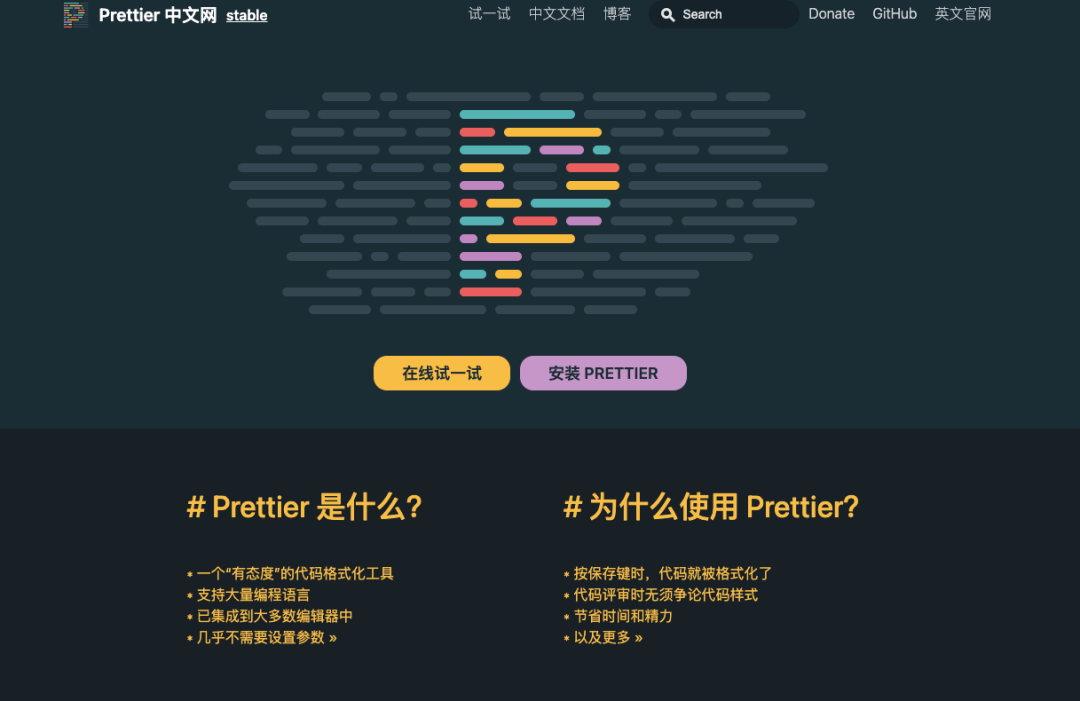 Prettier 中文网 stable 试一试 中文文档 博客 Search Donate GitHub 英文官网
在线试一试 安装 PRETTIER
# Prettier 是什么?
* 一个“有态度”的代码格式化工具
* 支持大量编程语言
* 已集成到大多数编辑器中
* 几乎不需要设置参数 »
# 为什么使用 Prettier?
* 按保存键时，代码就被格式化了
* 代码评审时无须争论代码样式
* 节省时间和精力
* 以及更多 »